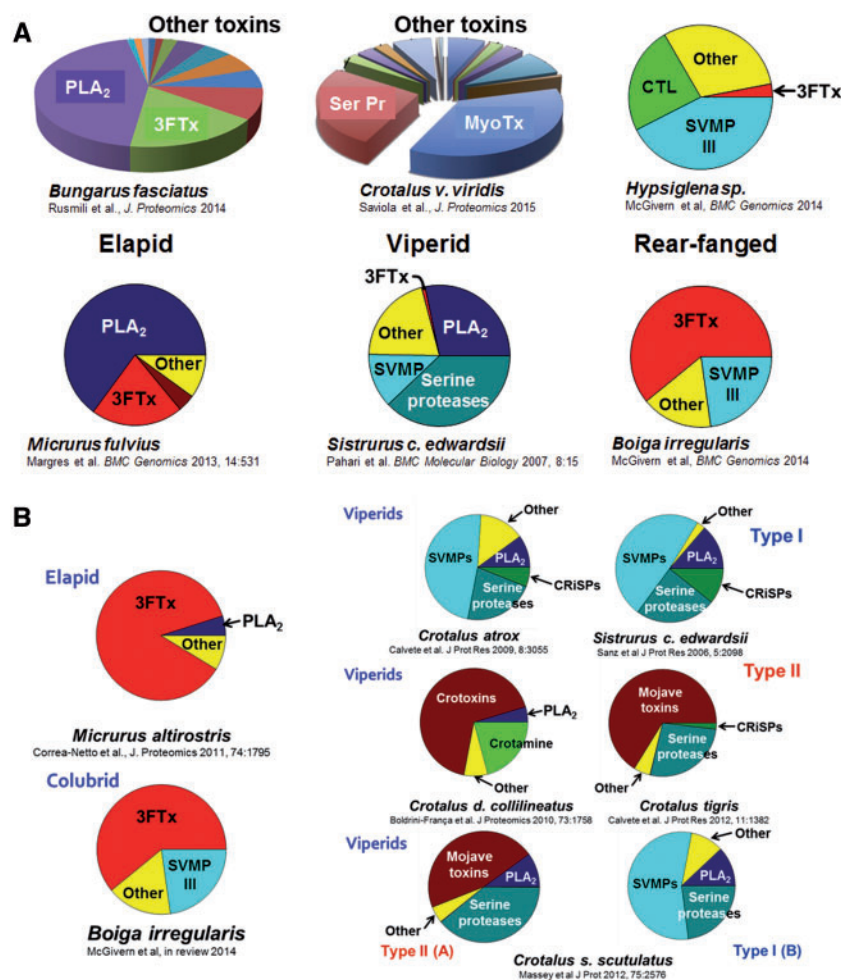 A
Other toxins
PLA₂
3FTx
Bungarus fasciatus
Rusmili et al., J. Proteomics 2014
Other toxins
Ser Pr
MyoTx
Crotalus v. viridis
Saviola et al., J. Proteomics 2015
Other
CTL
3FTx
SVMP
III
Hypsiglena sp.
McGivern et al, BMC Genomics 2014
Elapid
PLA₂
Other
3FTx
Micrurus fulvius
Margres et al. BMC Genomics 2013, 14:531
Viperid
3FTx
Other
PLA₂
SVMP
Serine
proteases
Sistrurus c. edwardsii
Pahari et al. BMC Molecular Biology 2007, 8:15
Rear-fanged
3FTx
SVMP
III
Other
Boiga irregularis
McGivern et al, BMC Genomics 2014
B
Elapid
3FTx
PLA₂
Other
Micrurus altirostris
Correa-Netto et al., J. Proteomics 2011, 74:1795
Colubrid
3FTx
SVMP
III
Other
Boiga irregularis
McGivern et al, in review 2014
Viperids
Other
SVMPs
PLA₂
CRiSPs
Serine
proteases
Crotalus atrox
Calvete et al. J Prot Res 2009, 8:3055
Type I
Other
SVMPs
PLA₂
CRiSPs
Serine
proteases
Sistrurus c. edwardsii
Sanz et al J Prot Res 2006, 5:2098
Viperids
Crotoxins
PLA₂
Crotamine
Other
Crotalus d. collilineatus
Boldrini-França et al. J Proteomics 2010, 73:1758
Type II
Mojave
toxins
CRiSPs
Serine
proteases
Other
Crotalus tigris
Calvete et al. J Prot Res 2012, 11:1382
Viperids
Mojave
toxins
PLA₂
Serine
proteases
Other
Type II (A)
Other
SVMPs
PLA₂
Serine
proteases
Type I (B)
Crotalus s. scutulatus
Massey et al J Prot 2012, 75:2576